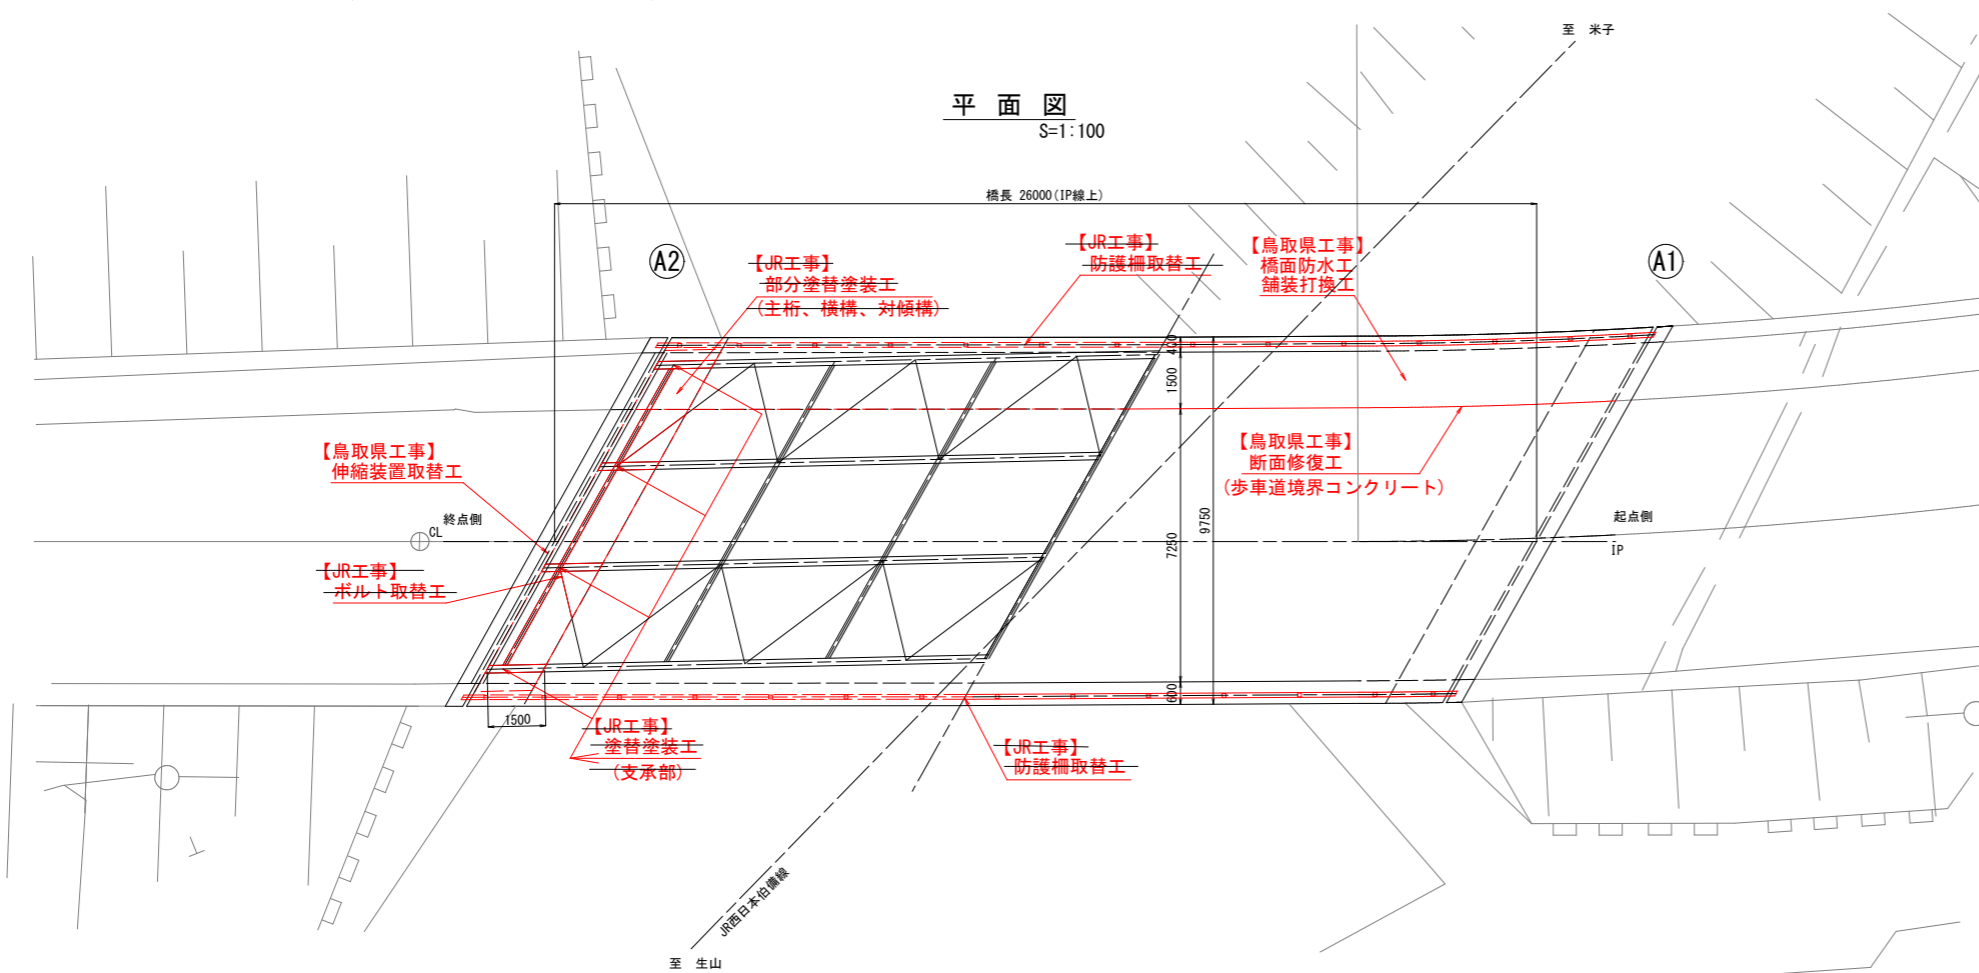 至 米子
平 面 図
S=1:100
橋長 26000(IP線上)
A2
【JR工事】
部分塗替塗装工
(主桁、横構、対傾構)
【JR工事】
防護柵取替工
【鳥取県工事】
橋面防水工
舗装打換工
A1
400
1500
【鳥取県工事】
伸縮装置取替工
【鳥取県工事】
断面修復工
(歩車道境界コンクリート)
終点側
CL
7250
9750
起点側
IP
【JR工事】
ボルト取替工
600
1500
【JR工事】
塗替塗装工
(支承部)
【JR工事】
防護柵取替工
JR西日本伯備線
至 生山